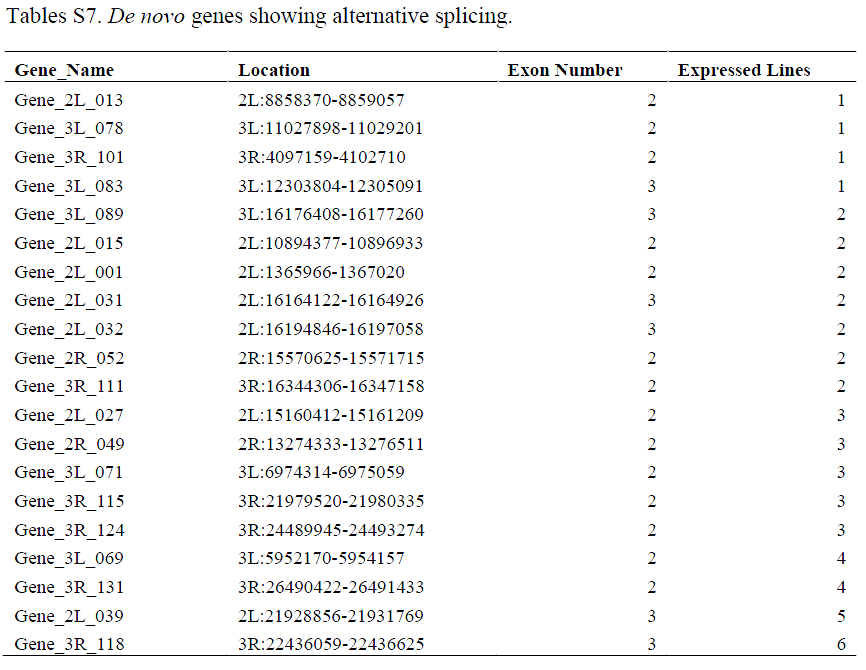 Tables S7. De novo genes showing alternative splicing.
Gene_Name Location Exon Number Expressed Lines
Gene_2L_013 2L:8858370-8859057 2 1
Gene_3L_078 3L:11027898-11029201 2 1
Gene_3R_101 3R:4097159-4102710 2 1
Gene_3L_083 3L:12303804-12305091 3 1
Gene_3L_089 3L:16176408-16177260 3 2
Gene_2L_015 2L:10894377-10896933 2 2
Gene_2L_001 2L:1365966-1367020 2 2
Gene_2L_031 2L:16164122-16164926 3 2
Gene_2L_032 2L:16194846-16197058 3 2
Gene_2R_052 2R:15570625-15571715 2 2
Gene_3R_111 3R:16344306-16347158 2 2
Gene_2L_027 2L:15160412-15161209 2 3
Gene_2R_049 2R:13274333-13276511 2 3
Gene_3L_071 3L:6974314-6975059 2 3
Gene_3R_115 3R:21979520-21980335 2 3
Gene_3R_124 3R:24489945-24493274 2 3
Gene_3L_069 3L:5952170-5954157 2 4
Gene_3R_131 3R:26490422-26491433 2 4
Gene_2L_039 2L:21928856-21931769 3 5
Gene_3R_118 3R:22436059-22436625 3 6